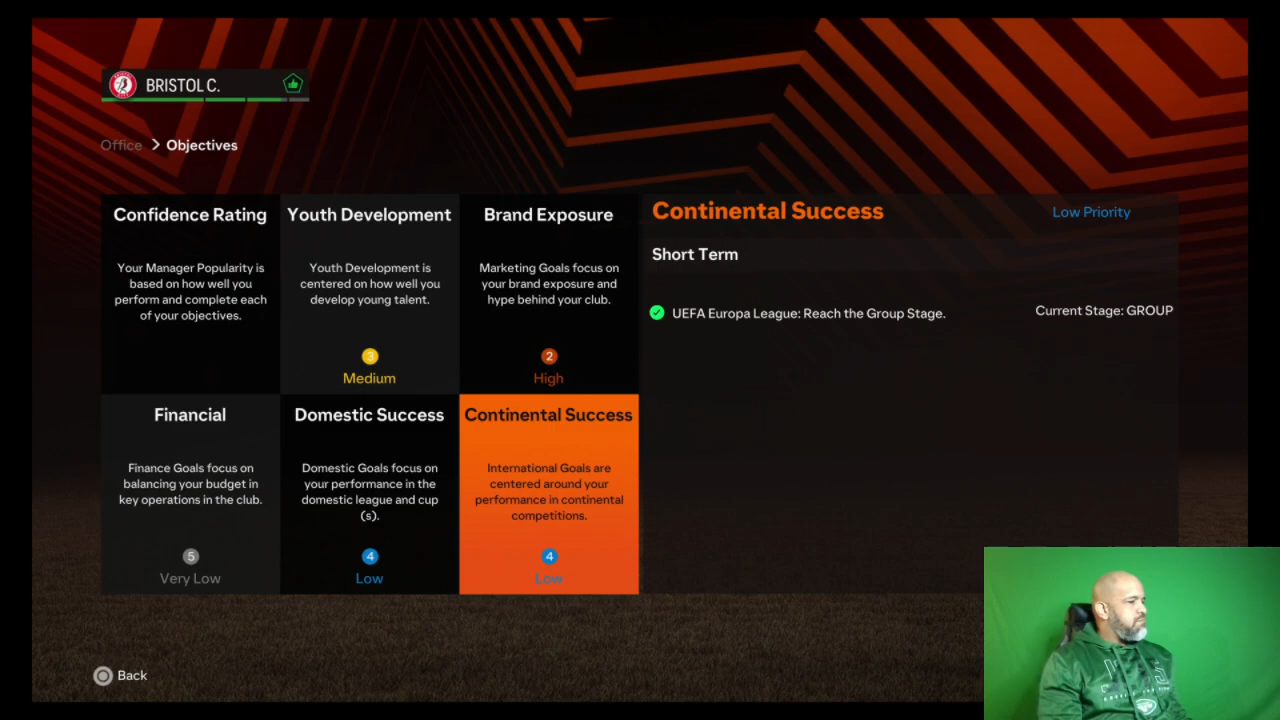 BRISTOL C.
Office > Objectives
Confidence Rating
Your Manager Popularity is
based on how well you
perform and complete each
of your objectives.
Youth Development
Youth Development is
centered on how well you
develop young talent.
3
Medium
Brand Exposure
Marketing Goals focus on
your brand exposure and
hype behind your club.
2
High
Financial
Finance Goals focus on
balancing your budget in
key operations in the club.
5
Very Low
Domestic Success
Domestic Goals focus on
your performance in the
domestic league and cup
(s).
4
Low
Continental Success
International Goals are
centered around your
performance in continental
competitions.
4
Low
Continental Success
Low Priority
Short Term
UEFA Europa League: Reach the Group Stage.
Current Stage: GROUP
Back